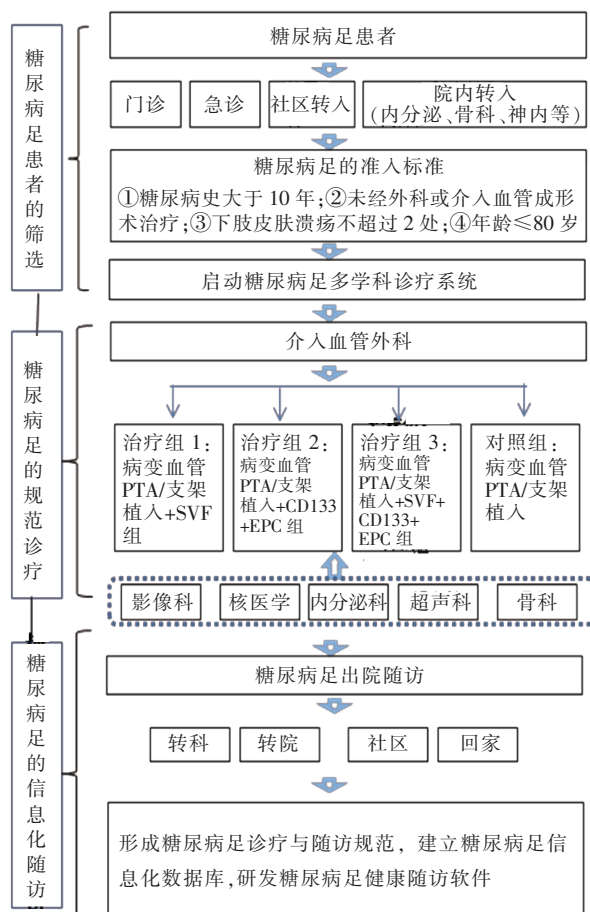 糖尿病足患者的筛选
糖尿病足患者
门诊
急诊
社区转入
院内转入
(内分泌、骨科、神内等)
糖尿病足的准入标准
①糖尿病史大于 10 年;②未经外科或介入血管成形
术治疗;③下肢皮肤溃疡不超过 2 处;④年龄≤80 岁
启动糖尿病足多学科诊疗系统
糖尿病足的规范诊疗
介入血管外科
治疗组 1：
病变血管
PTA/支架
植入+SVF
组
治疗组 2：
病变血管
PTA/支架
植入+CD133
+EPC 组
治疗组 3：
病变血管
PTA/支架
植入+SVF+
CD133+
EPC 组
对照组：
病变血管
PTA/支架
植入
影像科
核医学
内分泌科
超声科
骨科
糖尿病足的信息化随访
糖尿病足出院随访
转科
转院
社区
回家
形成糖尿病足诊疗与随访规范，建立糖尿病足信
息化数据库,研发糖尿病足健康随访软件